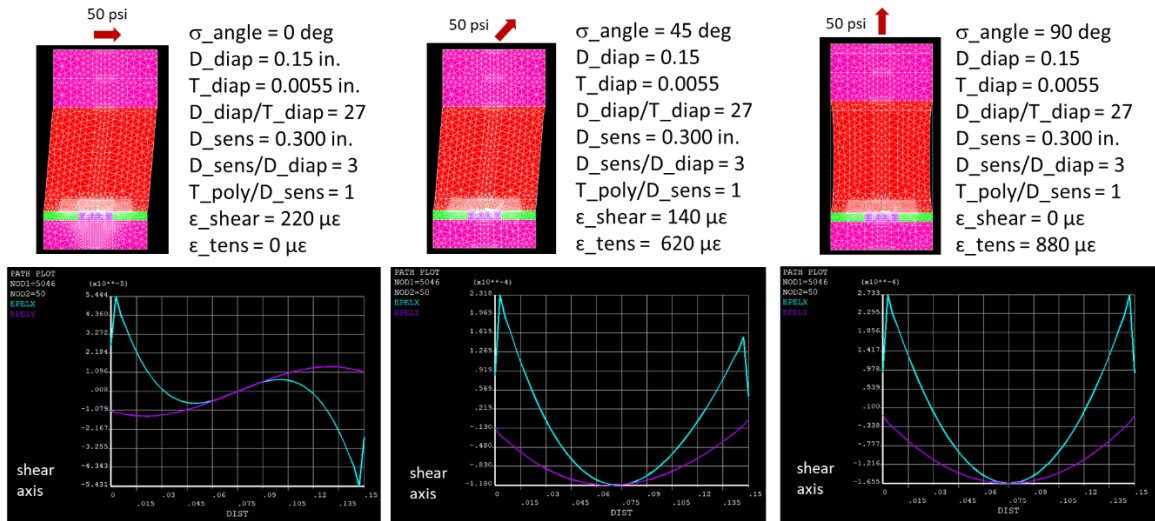 50 psi
σ_angle = 0 deg
D_diap = 0.15 in.
T_diap = 0.0055 in.
D_diap/T_diap = 27
D_sens = 0.300 in.
D_sens/D_diap = 3
T_poly/D_sens = 1
ε_shear = 220 µε
ε_tens = 0 µε
50 psi
σ_angle = 45 deg
D_diap = 0.15
T_diap = 0.0055
D_diap/T_diap = 27
D_sens = 0.300 in.
D_sens/D_diap = 3
T_poly/D_sens = 1
ε_shear = 140 µε
ε_tens =  620 µε
50 psi
σ_angle = 90 deg
D_diap = 0.15
T_diap = 0.0055
D_diap/T_diap = 27
D_sens = 0.300 in.
D_sens/D_diap = 3
T_poly/D_sens = 1
ε_shear = 0 µε
ε_tens = 880 µε
PATH PLOT
NOD1=5046
NOD2=50
EPELX
EPELY
(x10**-5)
5.444
4.360
3.272
2.184
1.096
.008
-1.079
-2.167
-3.255
-4.343
-5.431
shear
axis
0 .03 .06 .09 .12 .15
.015 .045 .075 .105 .135
DIST
PATH PLOT
NOD1=5046
NOD2=50
EPELX
EPELY
(x10**-4)
2.318
1.969
1.619
1.269
.919
.569
.219
-.130
-.480
-.830
-1.180
shear
axis
0 .03 .06 .09 .12 .15
.015 .045 .075 .105 .135
DIST
PATH PLOT
NOD1=5046
NOD2=50
EPELX
EPELY
(x10**-4)
2.733
2.295
1.856
1.417
.978
.539
.100
-.338
-.777
-1.216
-1.655
shear
axis
0 .03 .06 .09 .12 .15
.015 .045 .075 .105 .135
DIST